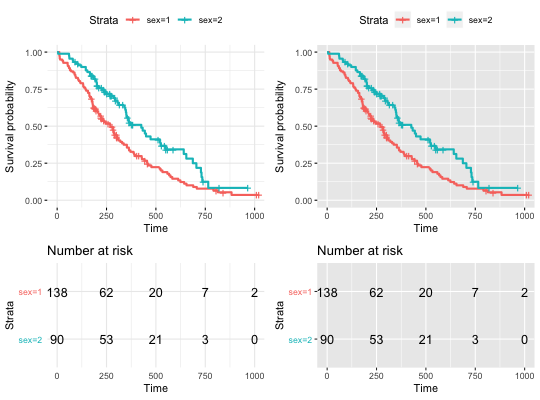 Strata sex=1 sex=2
Survival probability
1.00
0.75
0.50
0.25
0.00
0 250 500 750 1000
Time
Number at risk
Strata
sex=1 138 62 20 7 2
sex=2 90 53 21 3 0
0 250 500 750 1000
Time
Strata sex=1 sex=2
Survival probability
1.00
0.75
0.50
0.25
0.00
0 250 500 750 1000
Time
Number at risk
Strata
sex=1 138 62 20 7 2
sex=2 90 53 21 3 0
0 250 500 750 1000
Time